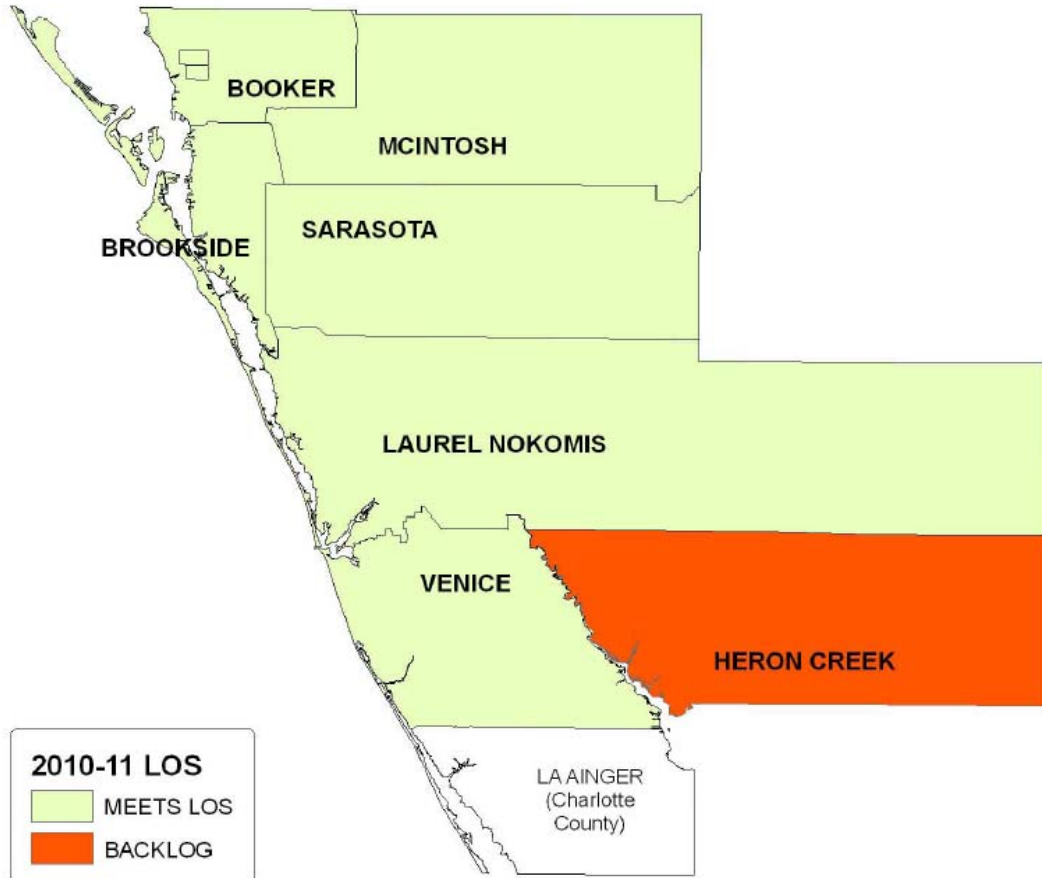 BOOKER
MCINTOSH
SARASOTA
BROOKSIDE
LAUREL NOKOMIS
VENICE
HERON CREEK
LA AINGER
(Charlotte
County)
2010-11 LOS
MEETS LOS
BACKLOG